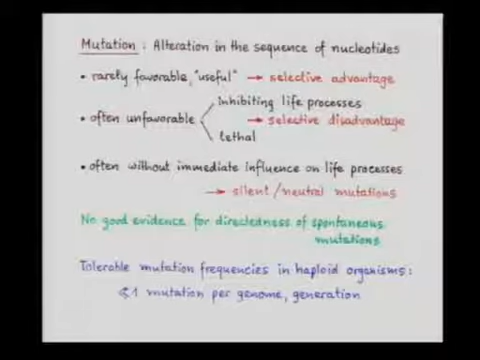 Mutation : Alteration in the sequence of nucleotides
• rarely favorable, "useful" → selective advantage
inhibiting life processes
• often unfavorable → selective disadvantage
lethal
• often without immediate influence on life processes
→ silent/neutral mutations
No good evidence for directedness of spontaneous
mutations
Tolerable mutation frequencies in haploid organisms:
≲1 mutation per genome, generation